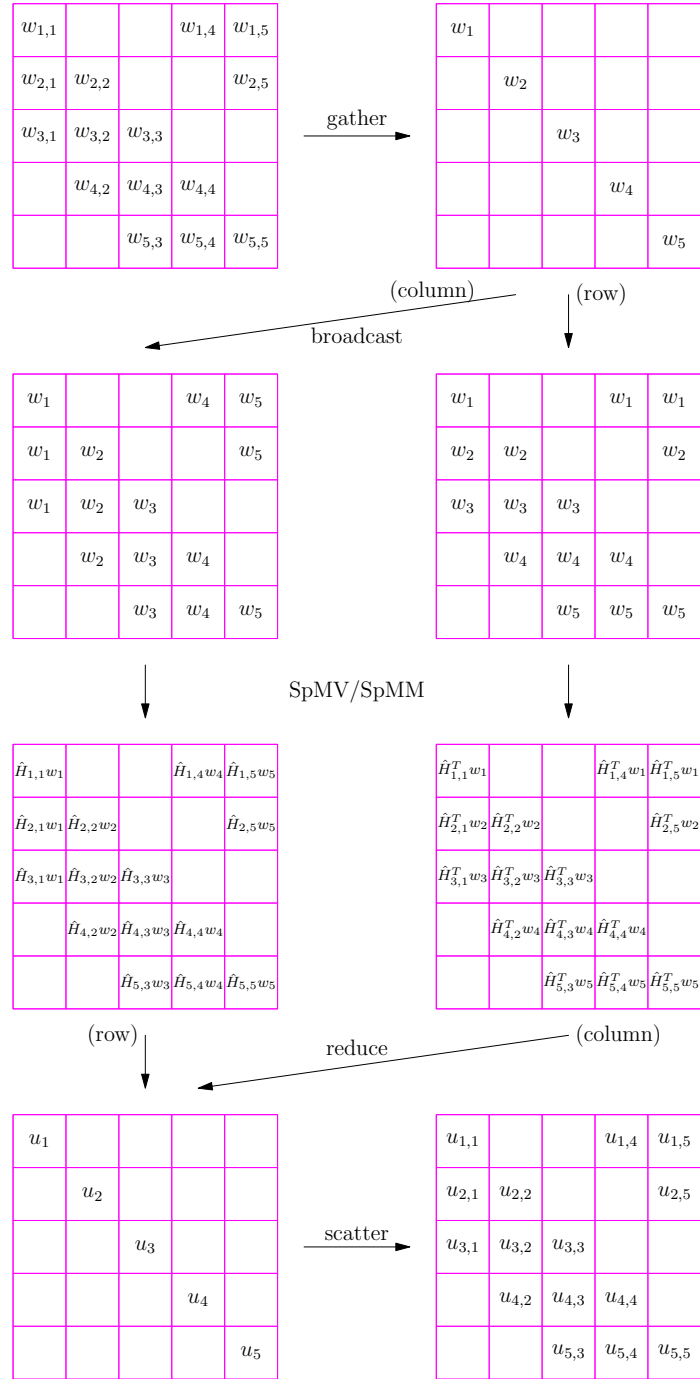 w_{1,1} w_{1,4} w_{1,5}
w_{2,1} w_{2,2} w_{2,5}
w_{3,1} w_{3,2} w_{3,3}
w_{4,2} w_{4,3} w_{4,4}
w_{5,3} w_{5,4} w_{5,5}
gather
w_1
w_2
w_3
w_4
w_5
(column)
(row)
broadcast
w_1 w_4 w_5
w_1 w_2 w_5
w_1 w_2 w_3
w_2 w_3 w_4
w_3 w_4 w_5
w_1 w_1 w_1
w_2 w_2 w_2
w_3 w_3 w_3
w_4 w_4 w_4
w_5 w_5 w_5
SpMV/SpMM
Ĥ_{1,1}w_1 Ĥ_{1,4}w_4 Ĥ_{1,5}w_5
Ĥ_{2,1}w_1 Ĥ_{2,2}w_2 Ĥ_{2,5}w_5
Ĥ_{3,1}w_1 Ĥ_{3,2}w_2 Ĥ_{3,3}w_3
Ĥ_{4,2}w_2 Ĥ_{4,3}w_3 Ĥ_{4,4}w_4
Ĥ_{5,3}w_3 Ĥ_{5,4}w_4 Ĥ_{5,5}w_5
Ĥ^T_{1,1}w_1 Ĥ^T_{1,4}w_1 Ĥ^T_{1,5}w_1
Ĥ^T_{2,1}w_2 Ĥ^T_{2,2}w_2 Ĥ^T_{2,5}w_2
Ĥ^T_{3,1}w_3 Ĥ^T_{3,2}w_3 Ĥ^T_{3,3}w_3
Ĥ^T_{4,2}w_4 Ĥ^T_{4,3}w_4 Ĥ^T_{4,4}w_4
Ĥ^T_{5,3}w_5 Ĥ^T_{5,4}w_5 Ĥ^T_{5,5}w_5
(row)
reduce
(column)
u_1
u_2
u_3
u_4
u_5
scatter
u_{1,1} u_{1,4} u_{1,5}
u_{2,1} u_{2,2} u_{2,5}
u_{3,1} u_{3,2} u_{3,3}
u_{4,2} u_{4,3} u_{4,4}
u_{5,3} u_{5,4} u_{5,5}